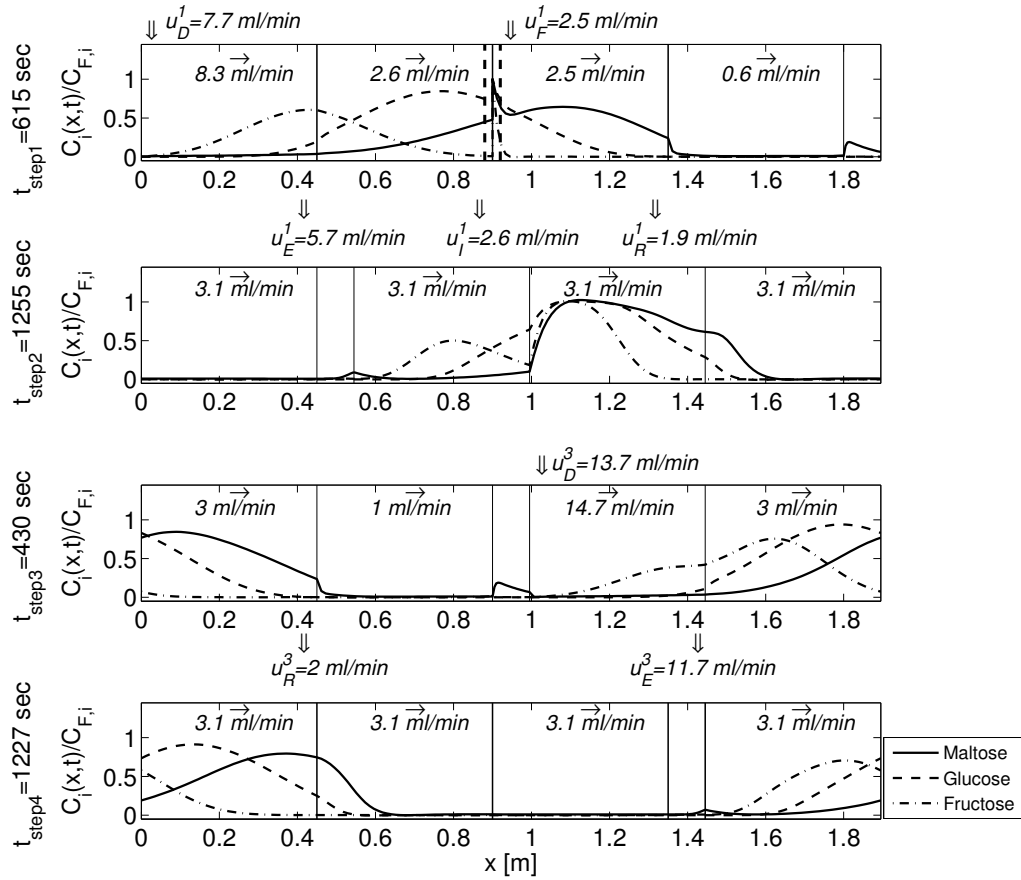 ⇓ u_D^1=7.7 ml/min ⇓ u_F^1=2.5 ml/min
t_step1=615 sec
C_i(x,t)/C_F,i
1
0.5
0
8.3 ml/min 2.6 ml/min 2.5 ml/min 0.6 ml/min
0 0.2 0.4 0.6 0.8 1 1.2 1.4 1.6 1.8
⇓ ⇓ ⇓
u_E^1=5.7 ml/min u_I^1=2.6 ml/min u_R^1=1.9 ml/min
t_step2=1255 sec
C_i(x,t)/C_F,i
1
0.5
0
3.1 ml/min 3.1 ml/min 3.1 ml/min 3.1 ml/min
0 0.2 0.4 0.6 0.8 1 1.2 1.4 1.6 1.8
⇓ u_D^3=13.7 ml/min
t_step3=430 sec
C_i(x,t)/C_F,i
1
0.5
0
3 ml/min 1 ml/min 14.7 ml/min 3 ml/min
0 0.2 0.4 0.6 0.8 1 1.2 1.4 1.6 1.8
⇓ ⇓
u_R^3=2 ml/min u_E^3=11.7 ml/min
t_step4=1227 sec
C_i(x,t)/C_F,i
1
0.5
0
3.1 ml/min 3.1 ml/min 3.1 ml/min 3.1 ml/min
Maltose
Glucose
Fructose
0 0.2 0.4 0.6 0.8 1 1.2 1.4 1.6 1.8
x [m]